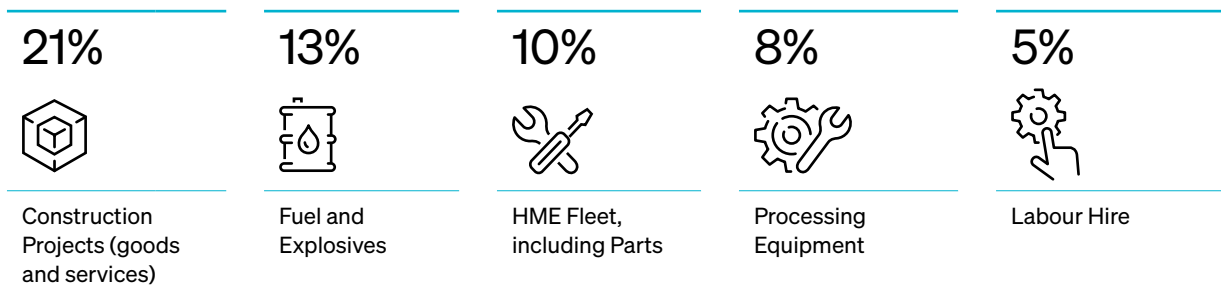 21%
13%
10%
8%
5%
Construction
Projects (goods
and services)
Fuel and
Explosives
HME Fleet,
including Parts
Processing
Equipment
Labour Hire